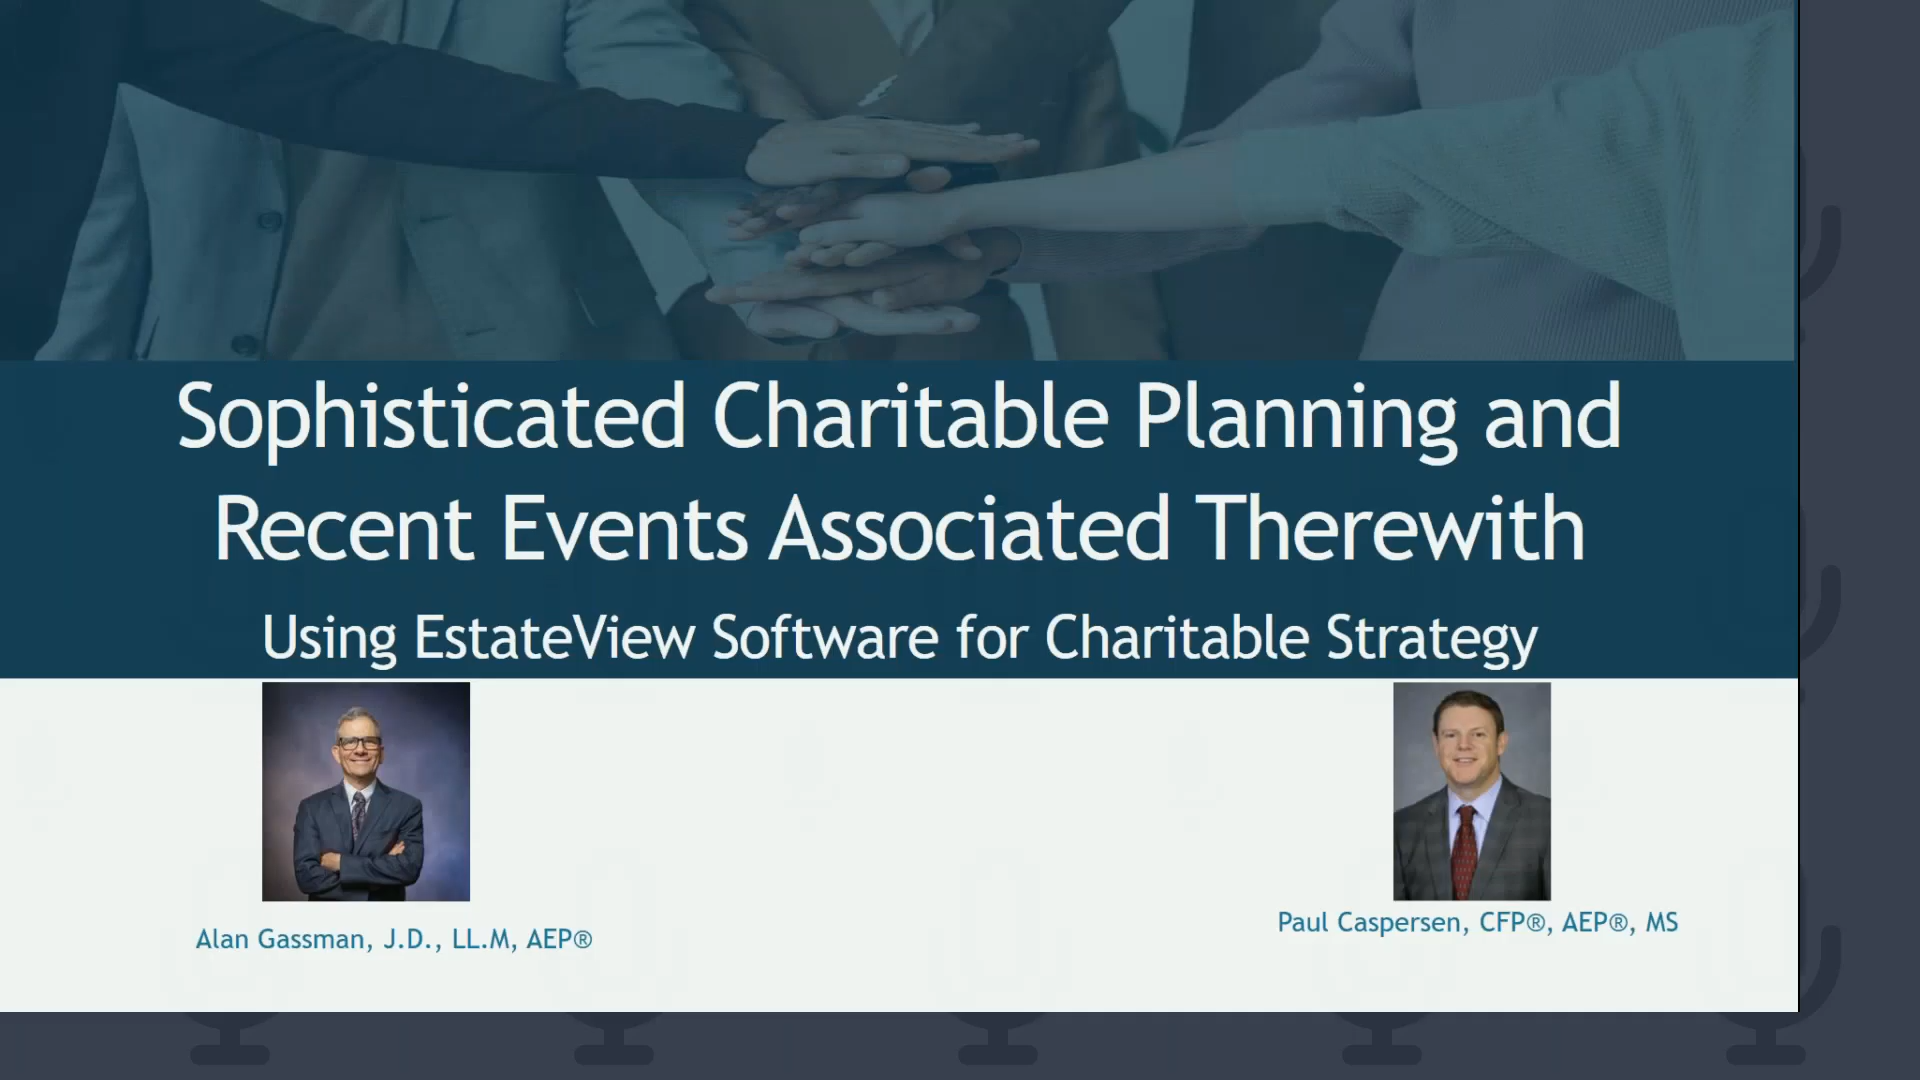 Sophisticated Charitable Planning and
Recent Events Associated Therewith
Using EstateView Software for Charitable Strategy
Alan Gassman, J.D., LL.M, AEP®
Paul Caspersen, CFP®, AEP®, MS